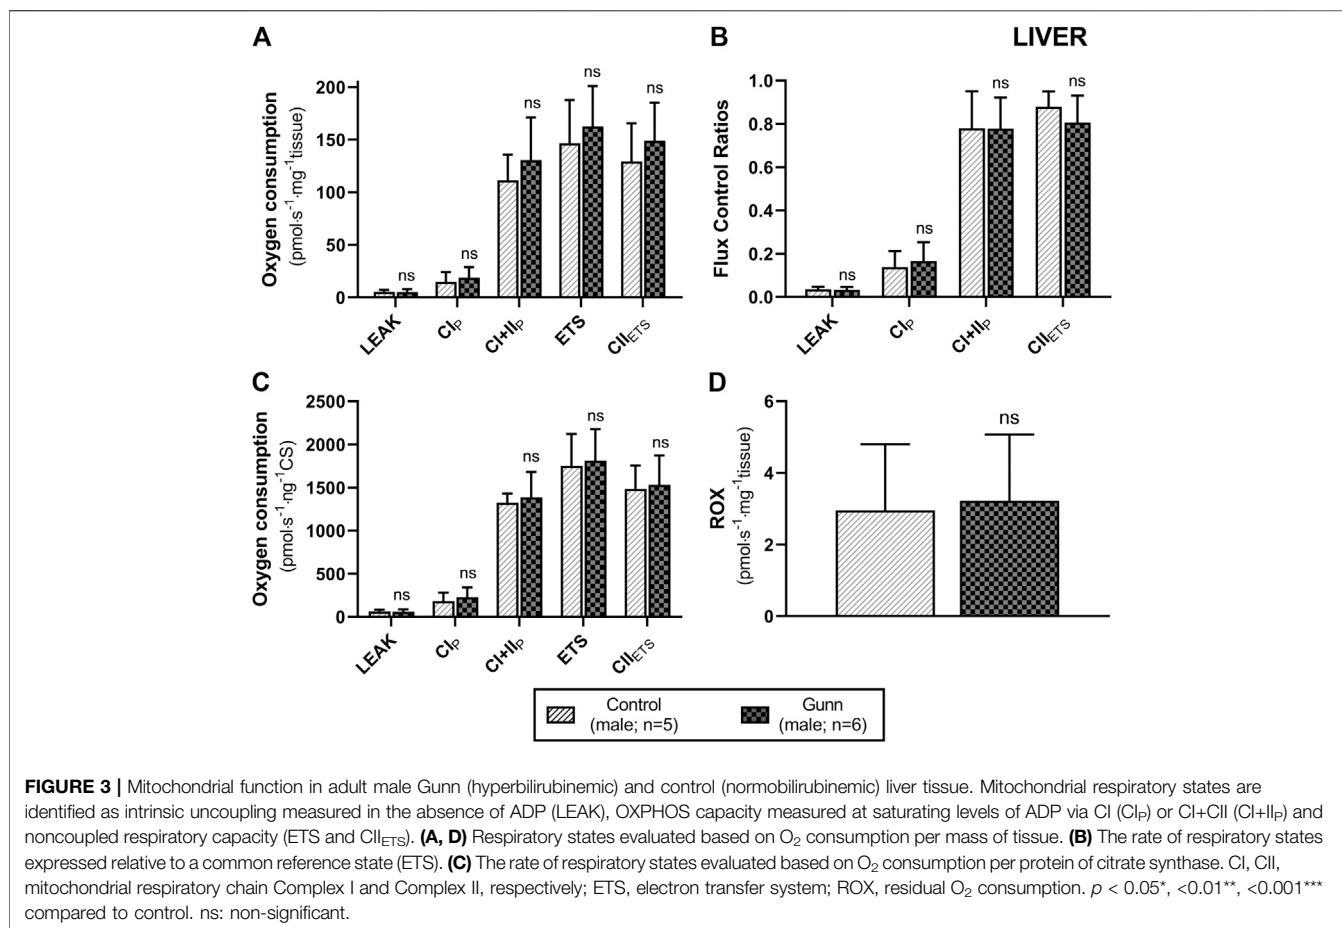 A
Oxygen consumption
(pmol·s⁻¹·mg⁻¹tissue)
200
150
100
50
0
ns
ns
ns
ns
ns
LEAK
CIP
CI+IIP
ETS
CIIETS
B
LIVER
Flux Control Ratios
1.0
0.8
0.6
0.4
0.2
0.0
ns
ns
ns
ns
LEAK
CIP
CI+IIP
CIIETS
C
Oxygen consumption
(pmol·s⁻¹·ng⁻¹CS)
2500
2000
1500
1000
500
0
ns
ns
ns
ns
ns
LEAK
CIP
CI+IIP
ETS
CIIETS
D
ROX
(pmol·s⁻¹·mg⁻¹tissue)
6
4
2
0
ns
Control
(male; n=5)
Gunn
(male; n=6)
FIGURE 3 | Mitochondrial function in adult male Gunn (hyperbilirubinemic) and control (normobilirubinemic) liver tissue. Mitochondrial respiratory states are
identified as intrinsic uncoupling measured in the absence of ADP (LEAK), OXPHOS capacity measured at saturating levels of ADP via CI (CIP) or CI+CII (CI+IIP) and
noncoupled respiratory capacity (ETS and CIIETS). (A, D) Respiratory states evaluated based on O2 consumption per mass of tissue. (B) The rate of respiratory states
expressed relative to a common reference state (ETS). (C) The rate of respiratory states evaluated based on O2 consumption per protein of citrate synthase. CI, CII,
mitochondrial respiratory chain Complex I and Complex II, respectively; ETS, electron transfer system; ROX, residual O2 consumption. p < 0.05*, <0.01**, <0.001***
compared to control. ns: non-significant.